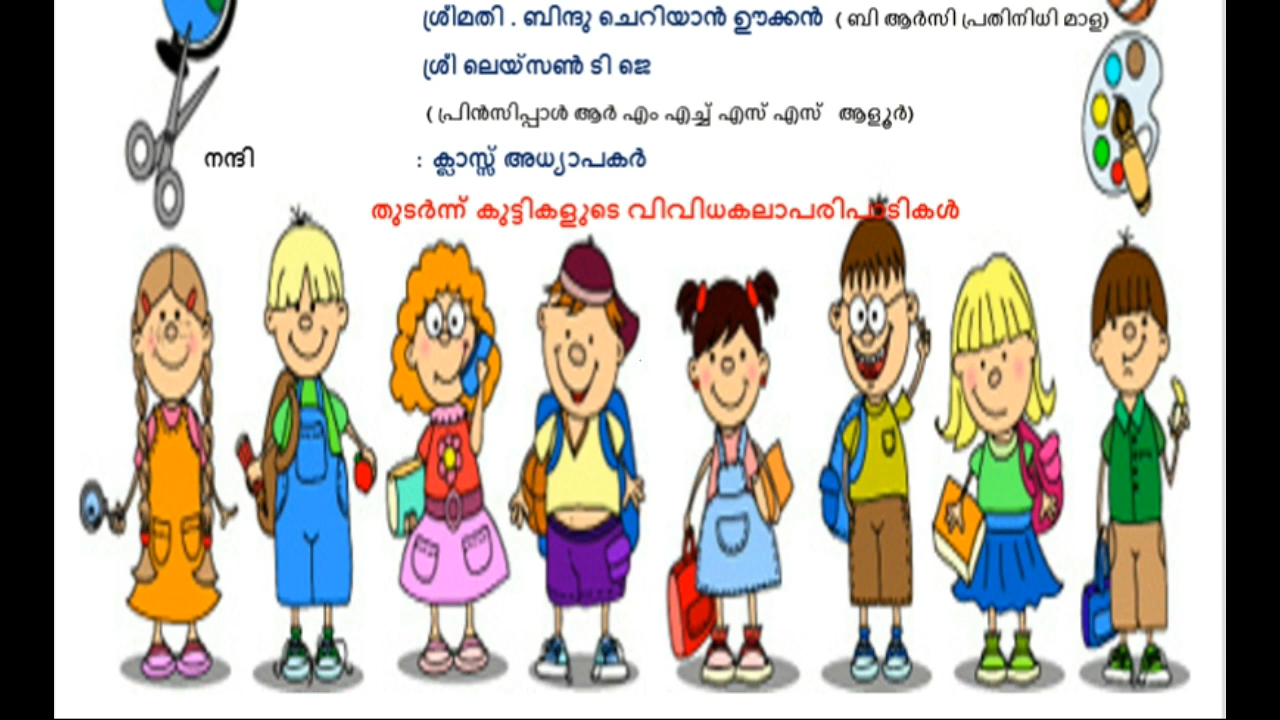 ശ്രീമതി . ബിന്ദു ചെറിയാൻ ഊക്കൻ ( ബി ആർസി പ്രതിനിധി മാള)
ശ്രീ ലെയ്സൺ ടി ജെ
( പ്രിൻസിപ്പാൾ ആർ എം എച്ച് എസ് എസ് ആളൂർ)
നന്ദി : ക്ലാസ്സ് അധ്യാപകർ
തുടർന്ന് കുട്ടികളുടെ വിവിധകലാപരിപാടികൾ